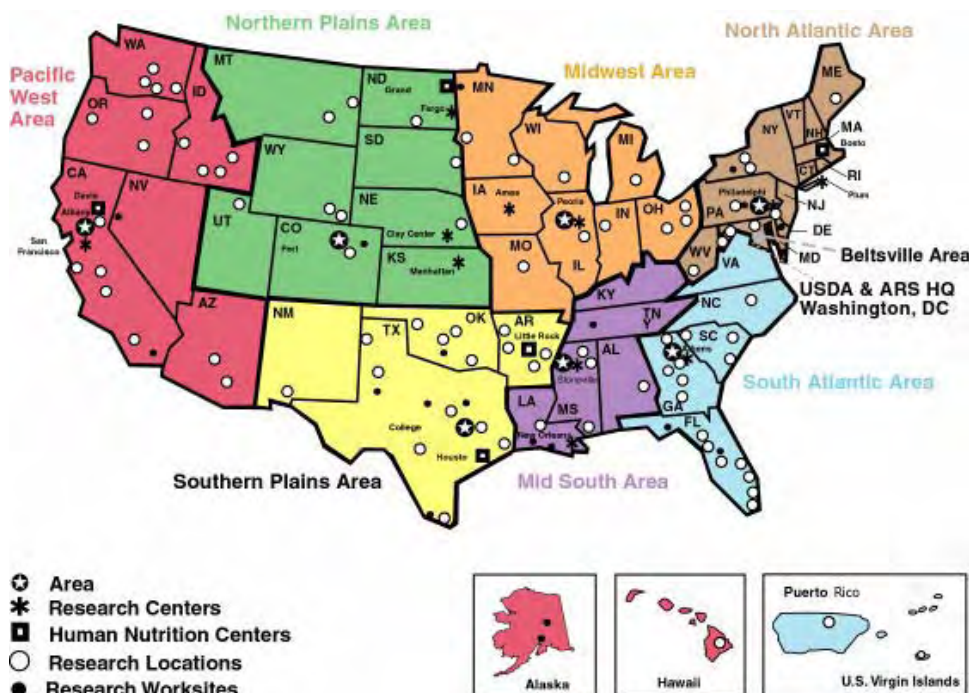 Northern Plains Area
North Atlantic Area
Pacific
West
Area
Midwest Area
WA
MT
ND
Grand
Fargo
MN
ME
OR
ID
WI
MI
NY
VT
NH
MA
Bosto
SD
WY
CT
RI
Plum
CA
Davis
Albany
NV
UT
NE
IA
Ames
Peoria
IN
OH
PA
Philadelphi
NJ
DE
San
Francisco
CO
Fort
Clay Center
KS
Manhattan
MO
IL
WV
MD
VA
Beltsville Area
USDA & ARS HQ
Washington, DC
KY
AZ
NM
TX
OK
AR
Little Rock
TN
Y
NC
SC
Athens
AL
Stoneville
South Atlantic Area
LA
MS
GA
FL
College
New Orleans
Housto
Southern Plains Area
Mid South Area
Area
Research Centers
Human Nutrition Centers
Research Locations
Research Worksites
Alaska
Hawaii
Puerto Rico
U.S. Virgin Islands